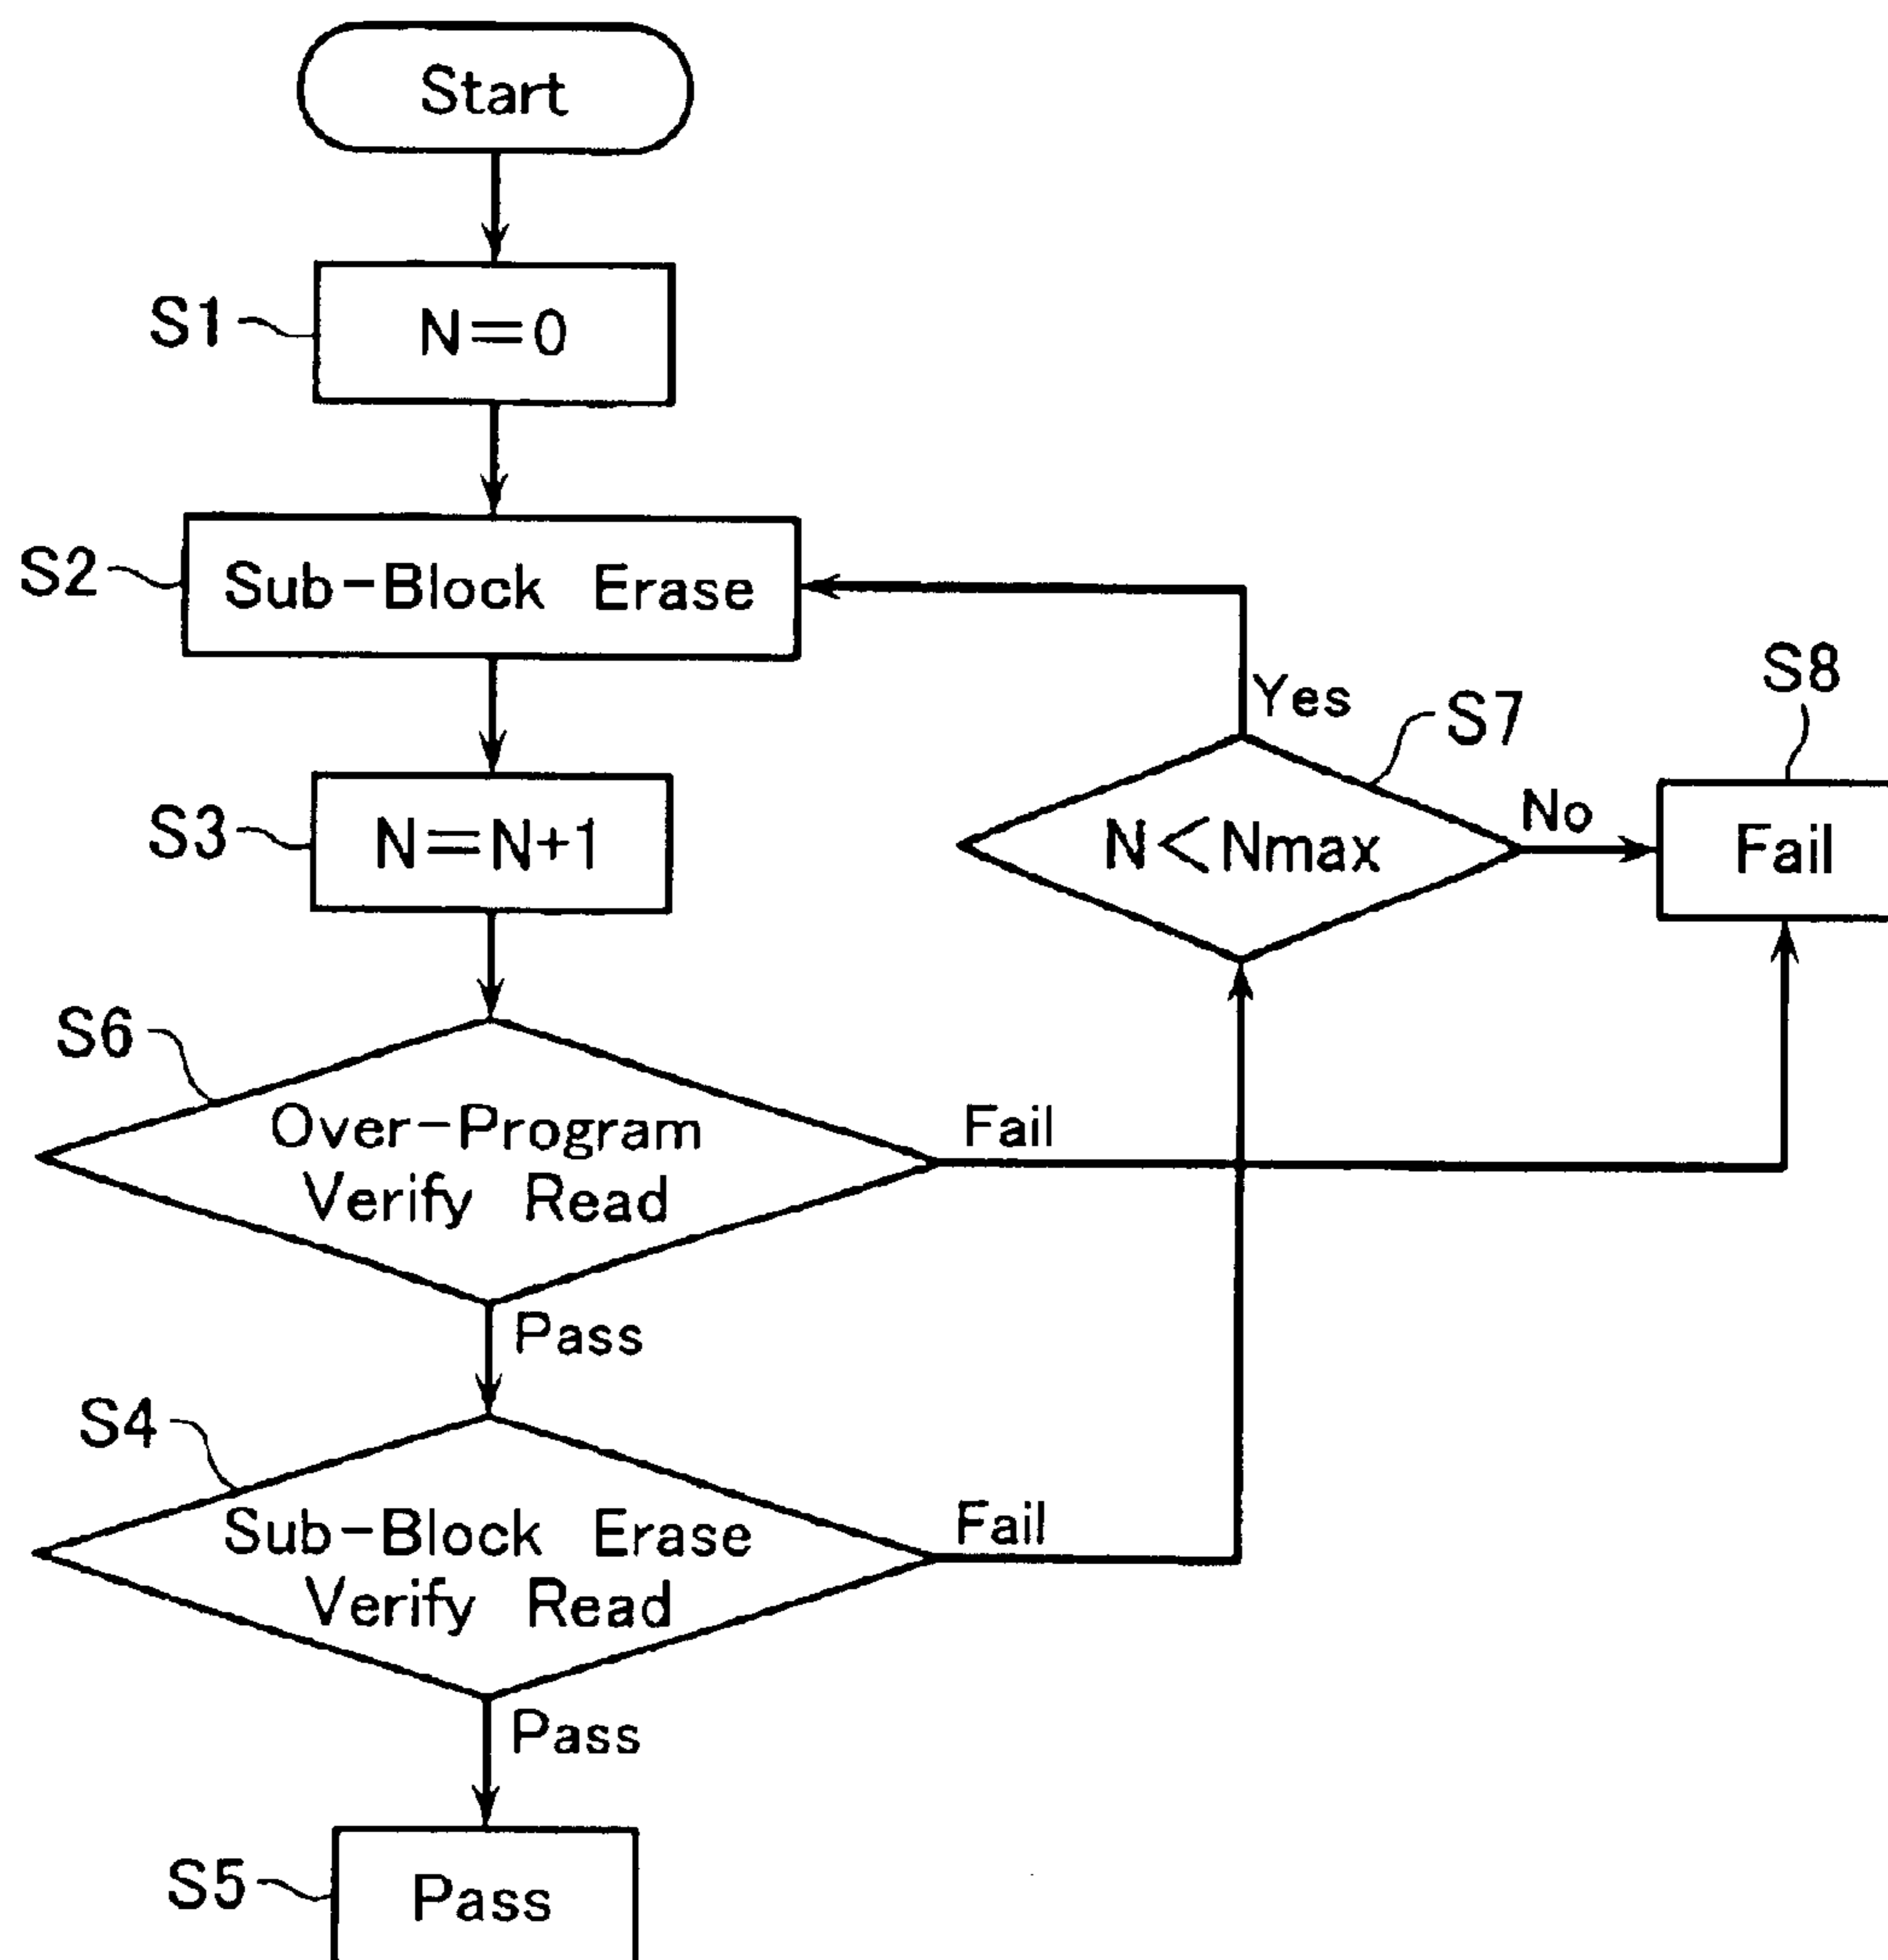 Start
S1
N=0
S2
Sub-Block Erase
Yes
S7
S8
S3
N=N+1
N<Nmax
No
Fail
S6
Over-Program
Verify Read
Fail
Pass
S4
Sub-Block Erase
Verify Read
Fail
Pass
S5
Pass